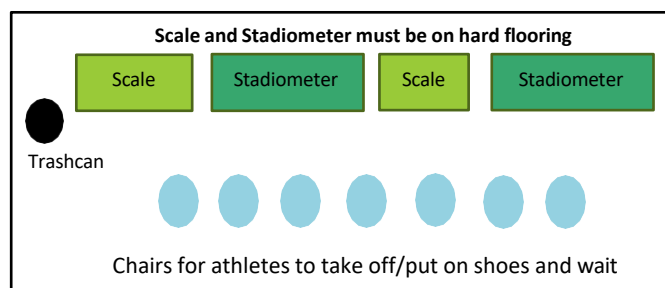 Scale and Stadiometer must be on hard flooring
Scale
Stadiometer
Scale
Stadiometer
Trashcan
Chairs for athletes to take off/put on shoes and wait